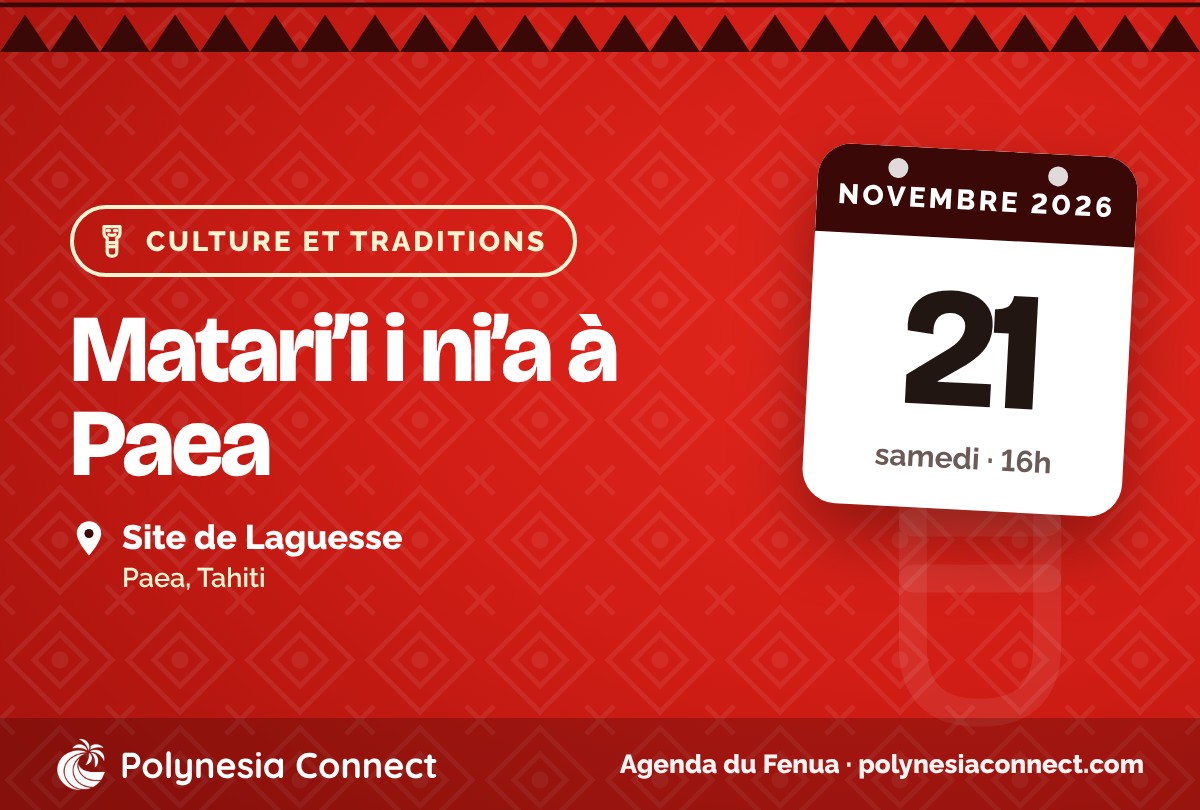 CULTURE ET TRADITIONS
Matari’i i ni’a à
Paea
Site de Laguesse
Paea, Tahiti
NOVEMBRE 2026
21
samedi · 16h
Polynesia Connect
Agenda du Fenua · polynesiaconnect.com